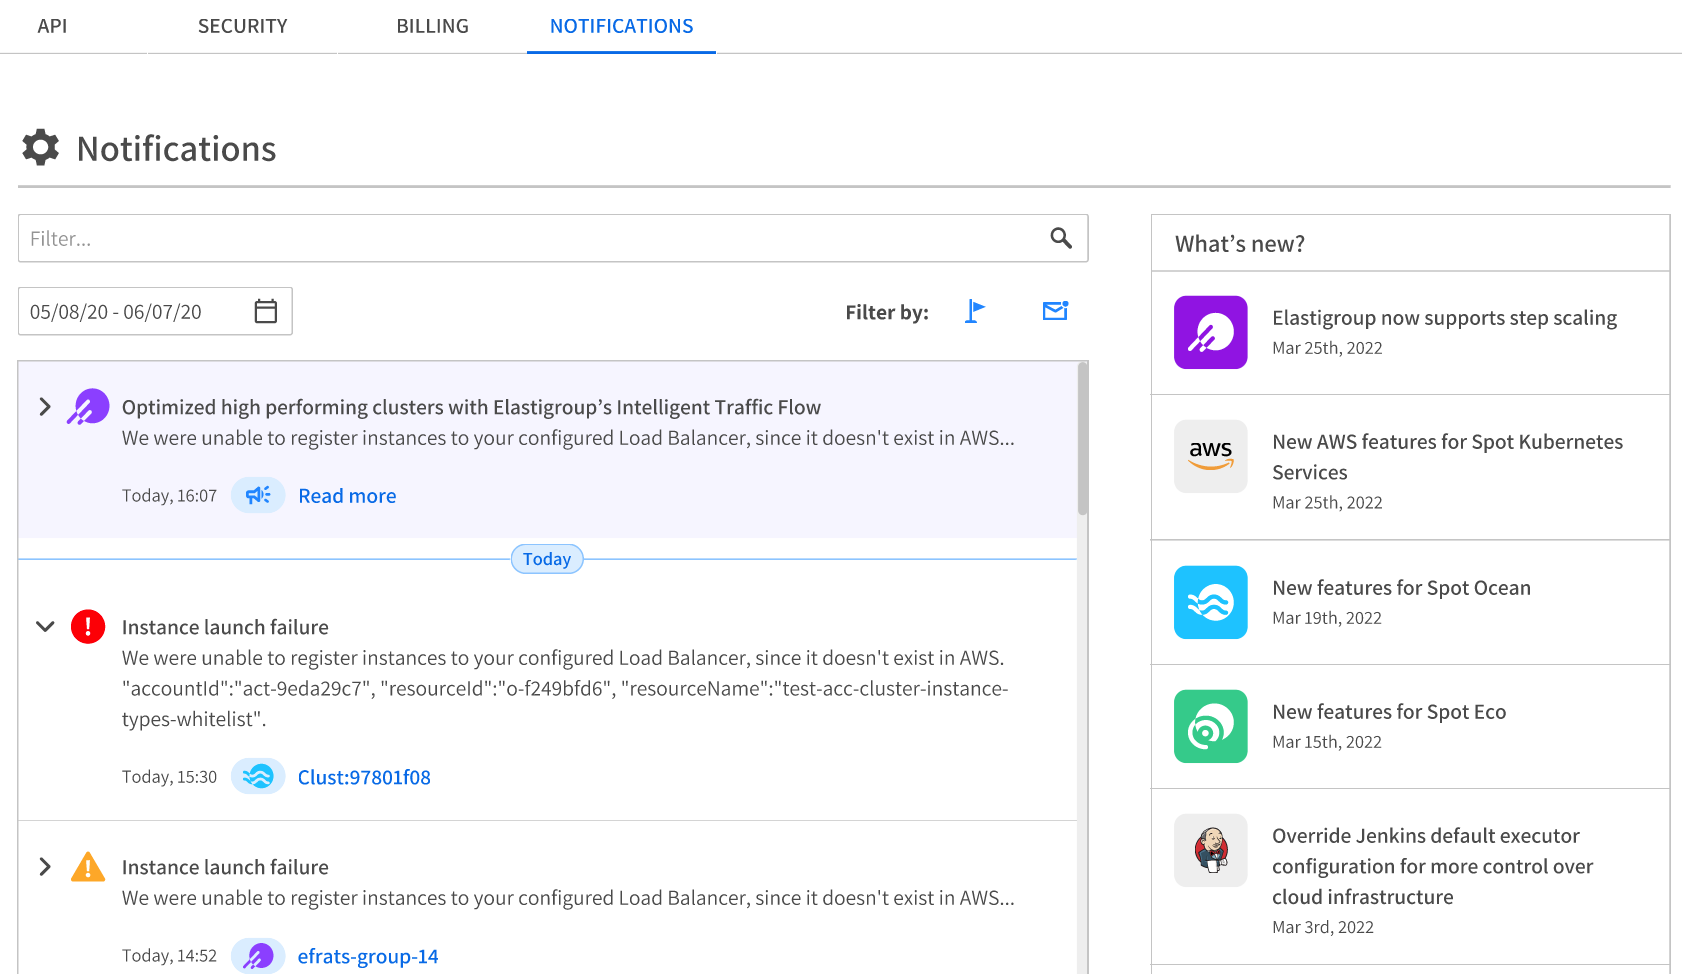 API
SECURITY
BILLING
NOTIFICATIONS
Notifications
Filter...
05/08/20 - 06/07/20
Filter by:
Optimized high performing clusters with Elastigroup’s Intelligent Traffic Flow
We were unable to register instances to your configured Load Balancer, since it doesn't exist in AWS...
Today, 16:07
Read more
Today
Instance launch failure
We were unable to register instances to your configured Load Balancer, since it doesn't exist in AWS.
"accountId":"act-9eda29c7", "resourceId":"o-f249bfd6", "resourceName":"test-acc-cluster-instance-
types-whitelist".
Today, 15:30
Clust:97801f08
Instance launch failure
We were unable to register instances to your configured Load Balancer, since it doesn't exist in AWS...
Today, 14:52
efrats-group-14
What’s new?
Elastigroup now supports step scaling
Mar 25th, 2022
aws
New AWS features for Spot Kubernetes
Services
Mar 25th, 2022
New features for Spot Ocean
Mar 19th, 2022
New features for Spot Eco
Mar 15th, 2022
Override Jenkins default executor
configuration for more control over
cloud infrastructure
Mar 3rd, 2022